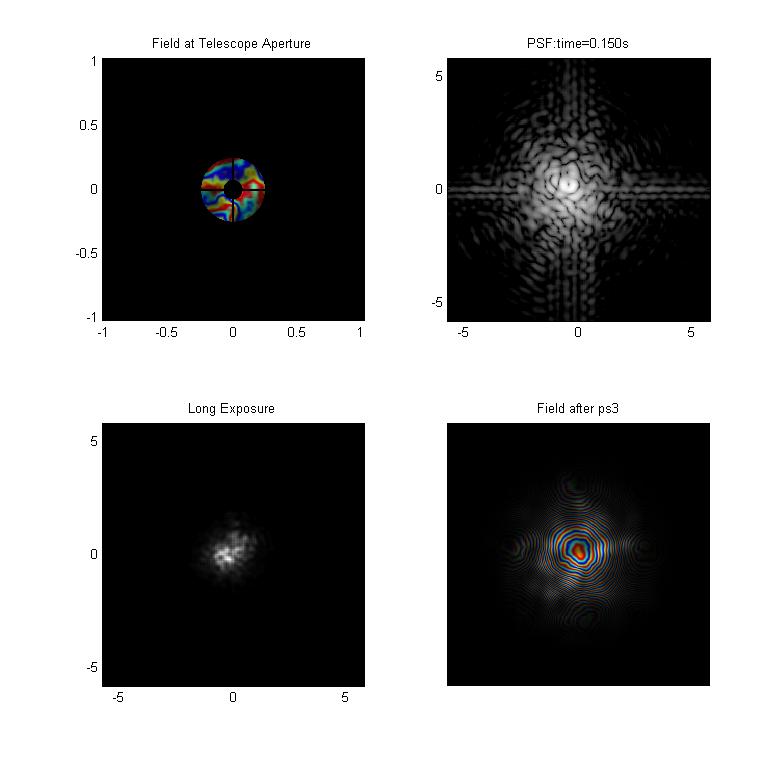 Field at Telescope Aperture
1
0.5
0
-0.5
-1
-1 -0.5 0 0.5 1
PSF:time=0.150s
5
0
-5
-5 0 5
Long Exposure
5
0
-5
-5 0 5
Field after ps3